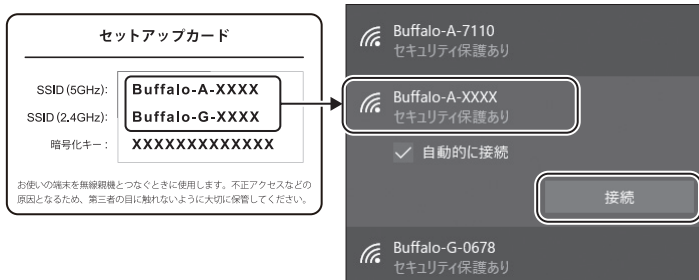 セットアップカード
SSID(5GHz): Buffalo-A-XXXX
SSID(2.4GHz): Buffalo-G-XXXX
暗号化キー: XXXXXXXXXXXXX
お使いの端末を無線親機とつなぐときに使用します。不正アクセスなどの
原因となるため、第三者の目に触れないように大切に保管してください。
Buffalo-A-7110
セキュリティ保護あり
Buffalo-A-XXXX
セキュリティ保護あり
自動的に接続
接続
Buffalo-G-0678
セキュリティ保護あり